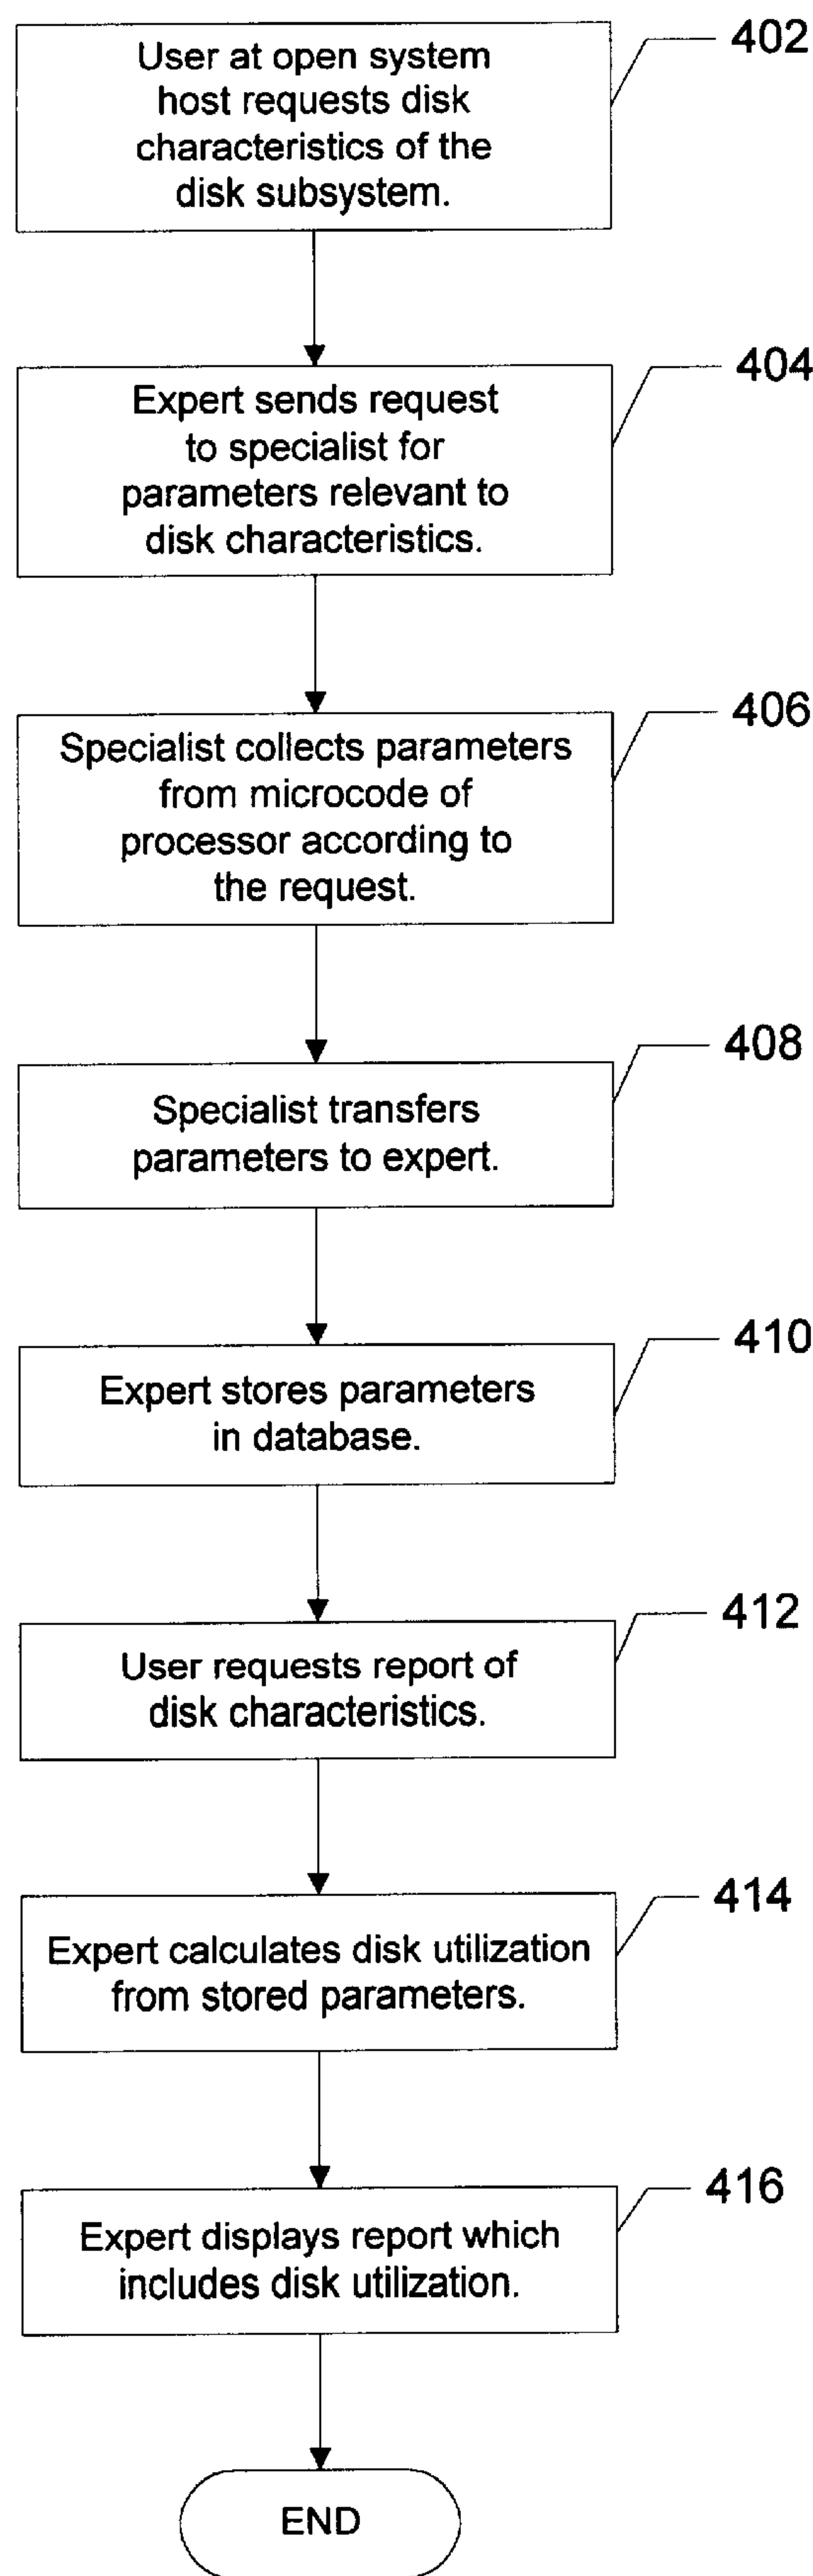 402
User at open system
host requests disk
characteristics of the
disk subsystem.
404
Expert sends request
to specialist for
parameters relevant to
disk characteristics.
406
Specialist collects parameters
from microcode of
processor according to
the request.
408
Specialist transfers
parameters to expert.
410
Expert stores parameters
in database.
412
User requests report of
disk characteristics.
414
Expert calculates disk utilization
from stored parameters.
416
Expert displays report which
includes disk utilization.
END